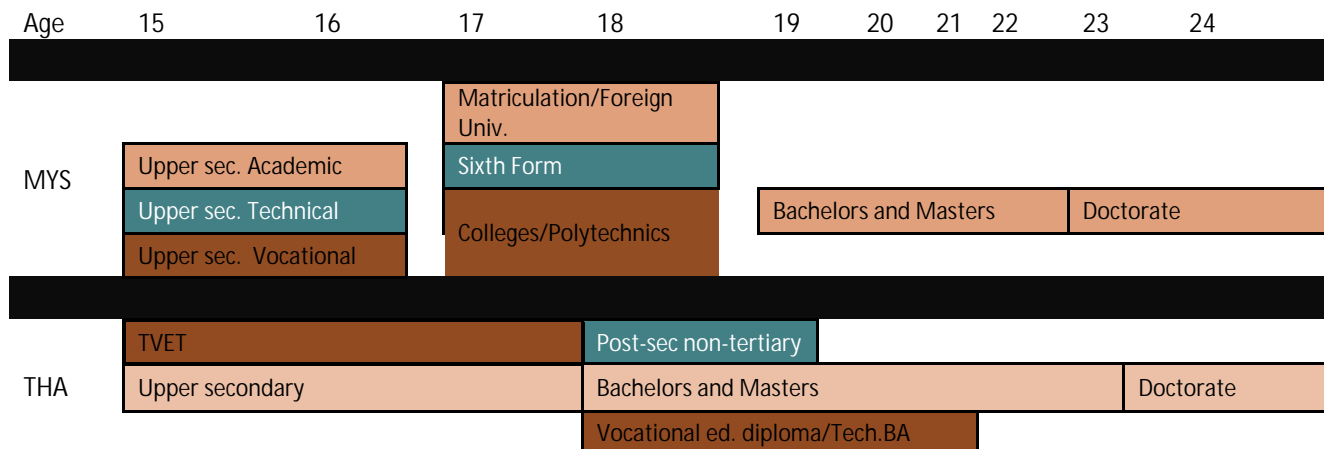 Age 15 16 17 18 19 20 21 22 23 24
Matriculation/Foreign
Univ.
MYS
Upper sec. Academic
Sixth Form
Upper sec. Technical
Bachelors and Masters
Doctorate
Colleges/Polytechnics
Upper sec. Vocational
TVET
Post-sec non-tertiary
THA
Upper secondary
Bachelors and Masters
Doctorate
Vocational ed. diploma/Tech.BA